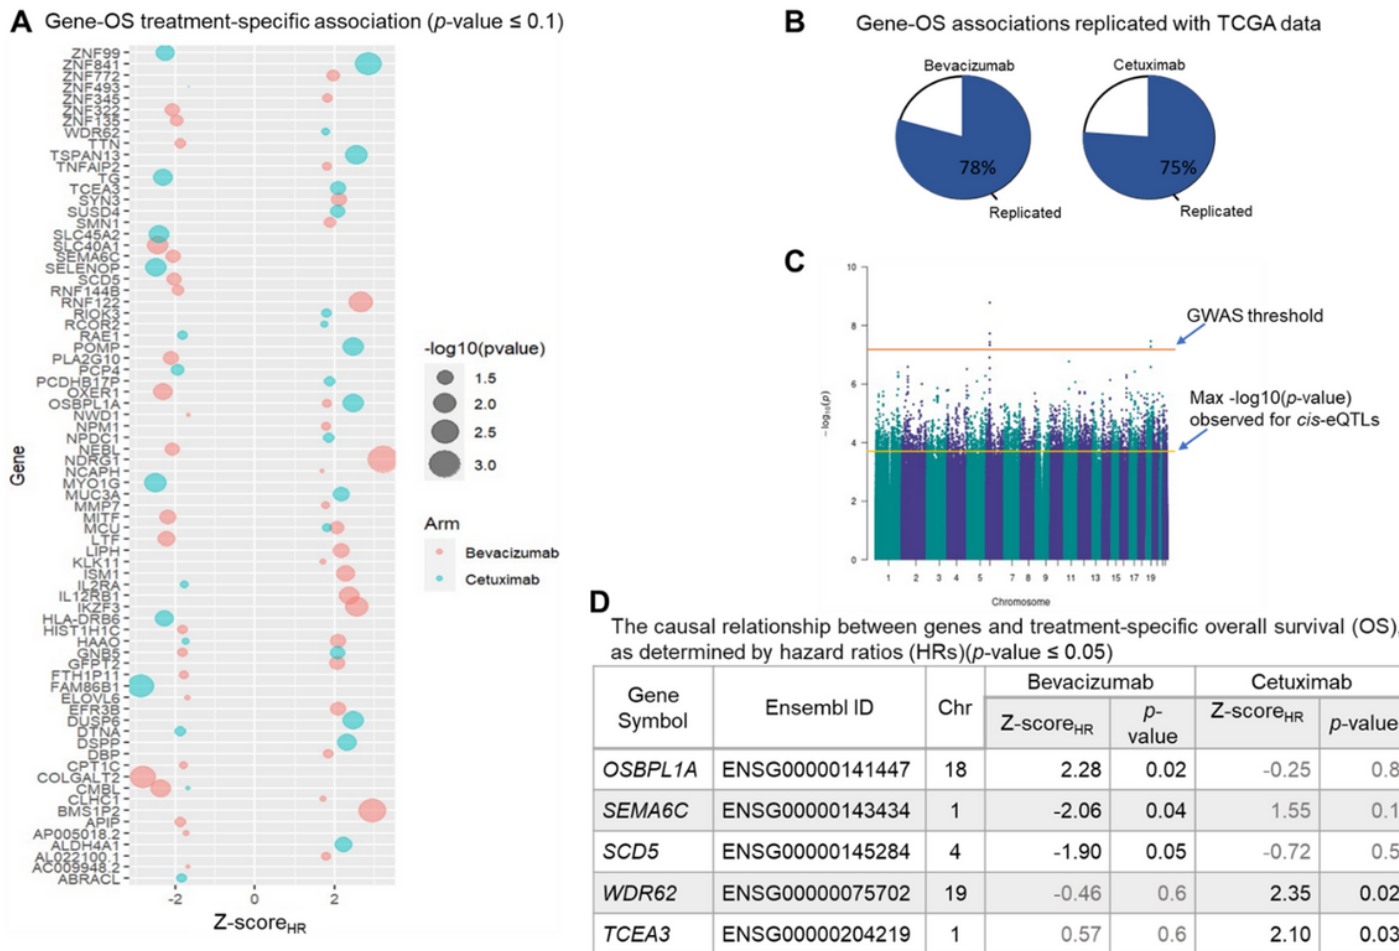 A Gene-OS treatment-specific association (p-value ≤ 0.1)
ZNF99
ZNF841
ZNF772
ZNF493
ZNF345
ZNF322
ZNF135
WDR62
TTN
TSPAN13
TNFAIP2
TG
TCEA3
SYN3
SUSD4
SMN1
SLC45A2
SLC40A1
SEMA6C
SELENOP
SCD5
RNF144B
RNF122
RIOK3
RCOR2
RAE1
POMP
PLA2G10
PCP4
PCDHB17P
OXER1
OSBPL1A
NWD1
NPM1
NPDC1
NEBL
NDRG1
NCAPH
MYO1G
MUC3A
MMP7
MITF
MCU
LTF
LIPH
KLK11
ISM1
IL2RA
IL12RB1
IKZF3
HLA-DRB6
HIST1H1C
HAAO
GNB5
GFPT2
FTH1P11
FAM86B1
ELOVL6
EFR3B
DUSP6
DTNA
DSPP
DBP
CPT1C
COLGALT2
CMBL
CLHC1
BMS1P2
APIP
AP005018.2
ALDH4A1
AL022100.1
AC009948.2
ABRACL
Gene
-2 0 2
Z-scoreHR
-log10(pvalue)
1.5
2.0
2.5
3.0
Arm
Bevacizumab
Cetuximab
B Gene-OS associations replicated with TCGA data
Bevacizumab Cetuximab
78% 75%
Replicated Replicated
C
10
8
6
4
2
0
−log10(p)
1 2 3 4 5 6 7 8 9 11 13 15 17 19
Chromosome
GWAS threshold
Max -log10(p-value)
observed for cis-eQTLs
D
The causal relationship between genes and treatment-specific overall survival (OS),
as determined by hazard ratios (HRs)(p-value ≤ 0.05)
Gene Symbol Ensembl ID Chr Bevacizumab Cetuximab
Z-scoreHR p-value Z-scoreHR p-value
OSBPL1A ENSG00000141447 18 2.28 0.02 -0.25 0.8
SEMA6C ENSG00000143434 1 -2.06 0.04 1.55 0.1
SCD5 ENSG00000145284 4 -1.90 0.05 -0.72 0.5
WDR62 ENSG00000075702 19 -0.46 0.6 2.35 0.02
TCEA3 ENSG00000204219 1 0.57 0.6 2.10 0.03